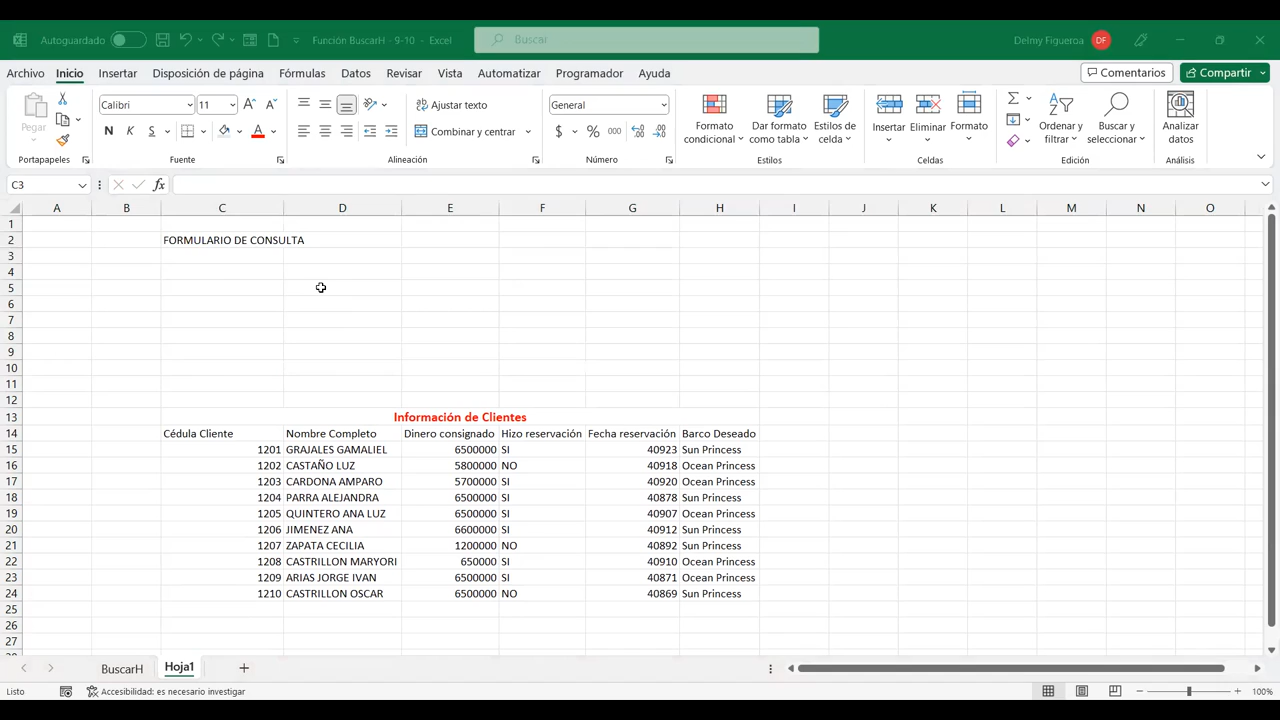 Autoguardado
Función BuscarH - 9-10 - Excel
Buscar
Delmy Figueroa
DF
Archivo Inicio Insertar Disposición de página Fórmulas Datos Revisar Vista Automatizar Programador Ayuda
Comentarios
Compartir
Pegar
Calibri 11
N K S
Ajustar texto
Combinar y centrar
General
$ % 000
Formato condicional
Dar formato como tabla
Estilos de celda
Insertar
Eliminar
Formato
Ordenar y filtrar
Buscar y seleccionar
Analizar datos
Portapapeles Fuente Alineación Número Estilos Celdas Edición Análisis
C3 fx
A B C D E F G H I J K L M N O
1
2 FORMULARIO DE CONSULTA
3
4
5
6
7
8
9
10
11
12
13 Información de Clientes
14 Cédula Cliente Nombre Completo Dinero consignado Hizo reservación Fecha reservación Barco Deseado
15 1201 GRAJALES GAMALIEL 6500000 SI 40923 Sun Princess
16 1202 CASTAÑO LUZ 5800000 NO 40918 Ocean Princess
17 1203 CARDONA AMPARO 5700000 SI 40920 Ocean Princess
18 1204 PARRA ALEJANDRA 6500000 SI 40878 Sun Princess
19 1205 QUINTERO ANA LUZ 6500000 SI 40907 Ocean Princess
20 1206 JIMENEZ ANA 6600000 SI 40912 Sun Princess
21 1207 ZAPATA CECILIA 1200000 NO 40892 Sun Princess
22 1208 CASTRILLON MARYORI 650000 SI 40910 Ocean Princess
23 1209 ARIAS JORGE IVAN 6500000 SI 40871 Ocean Princess
24 1210 CASTRILLON OSCAR 6500000 NO 40869 Sun Princess
25
26
27
BuscarH Hoja1
Listo
Accesibilidad: es necesario investigar
100%